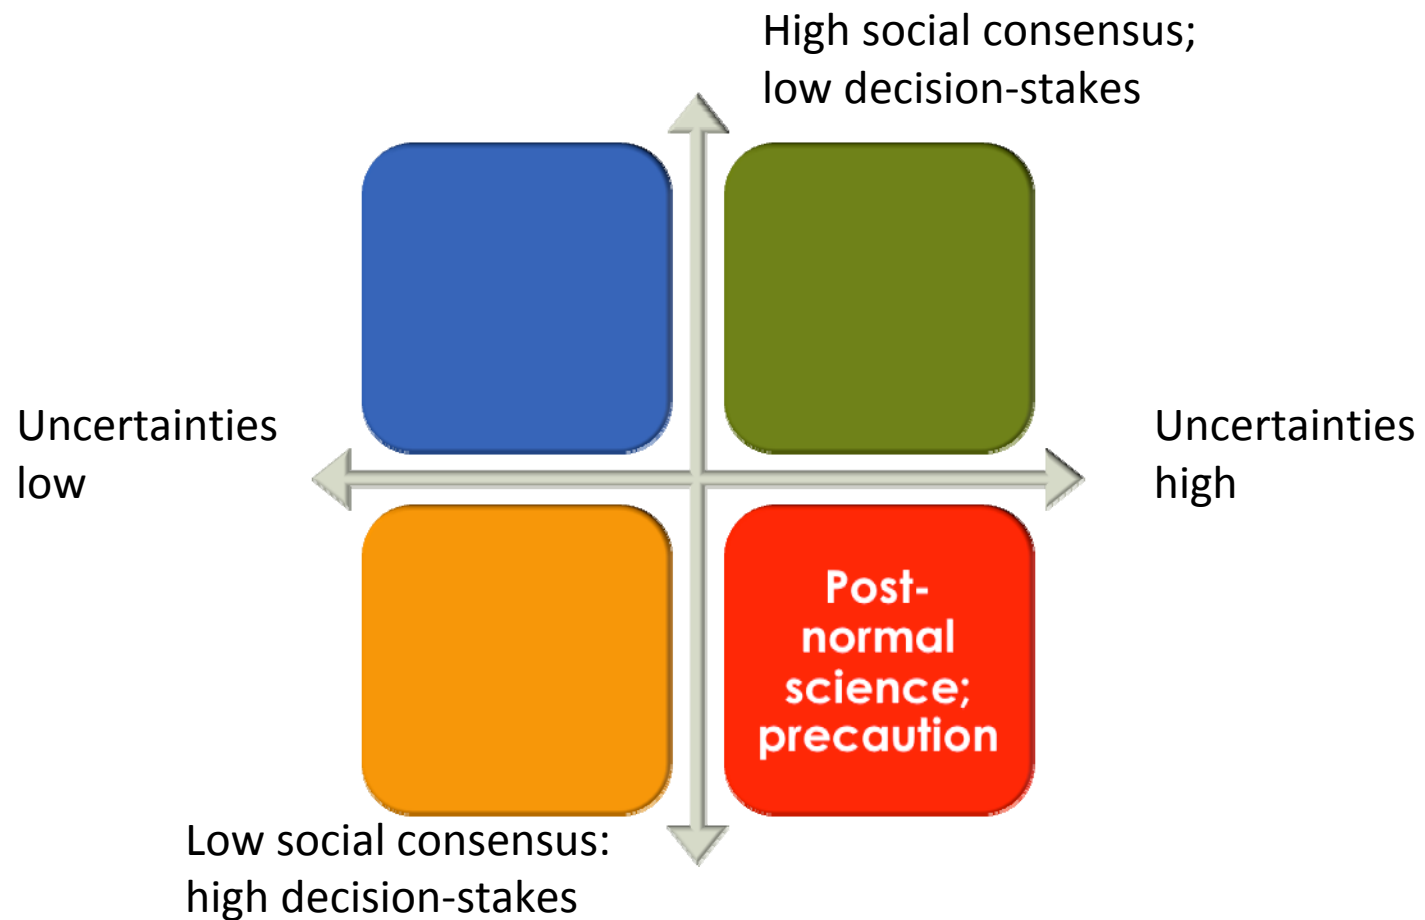 High social consensus;
low decision-stakes
Uncertainties
low
Uncertainties
high
Post-
normal
science;
precaution
Low social consensus:
high decision-stakes